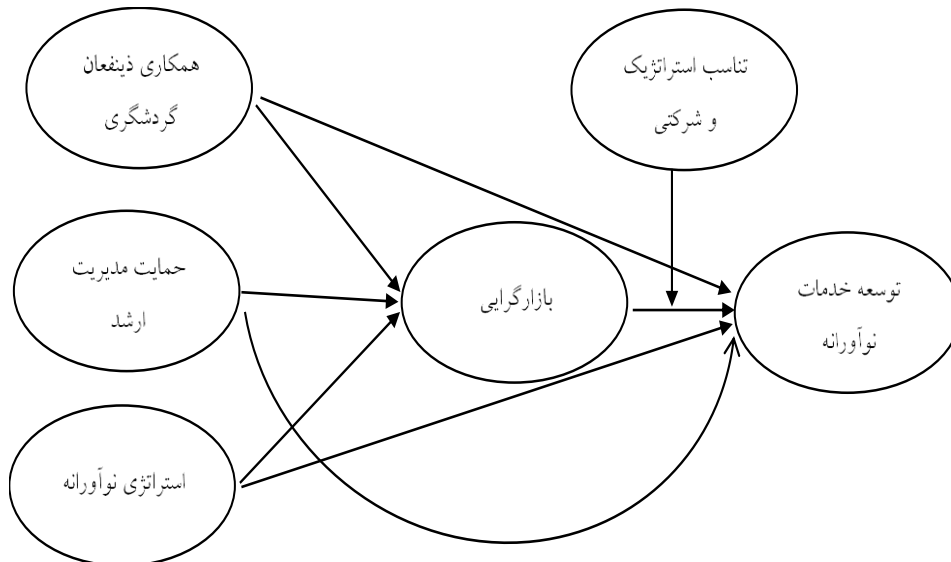 همکاری ذینفعان
گردشگری
تناسب استراتژیک
و شرکتی
حمایت مدیریت
ارشد
بازارگرایی
توسعه خدمات
نوآورانه
استراتژی نوآورانه